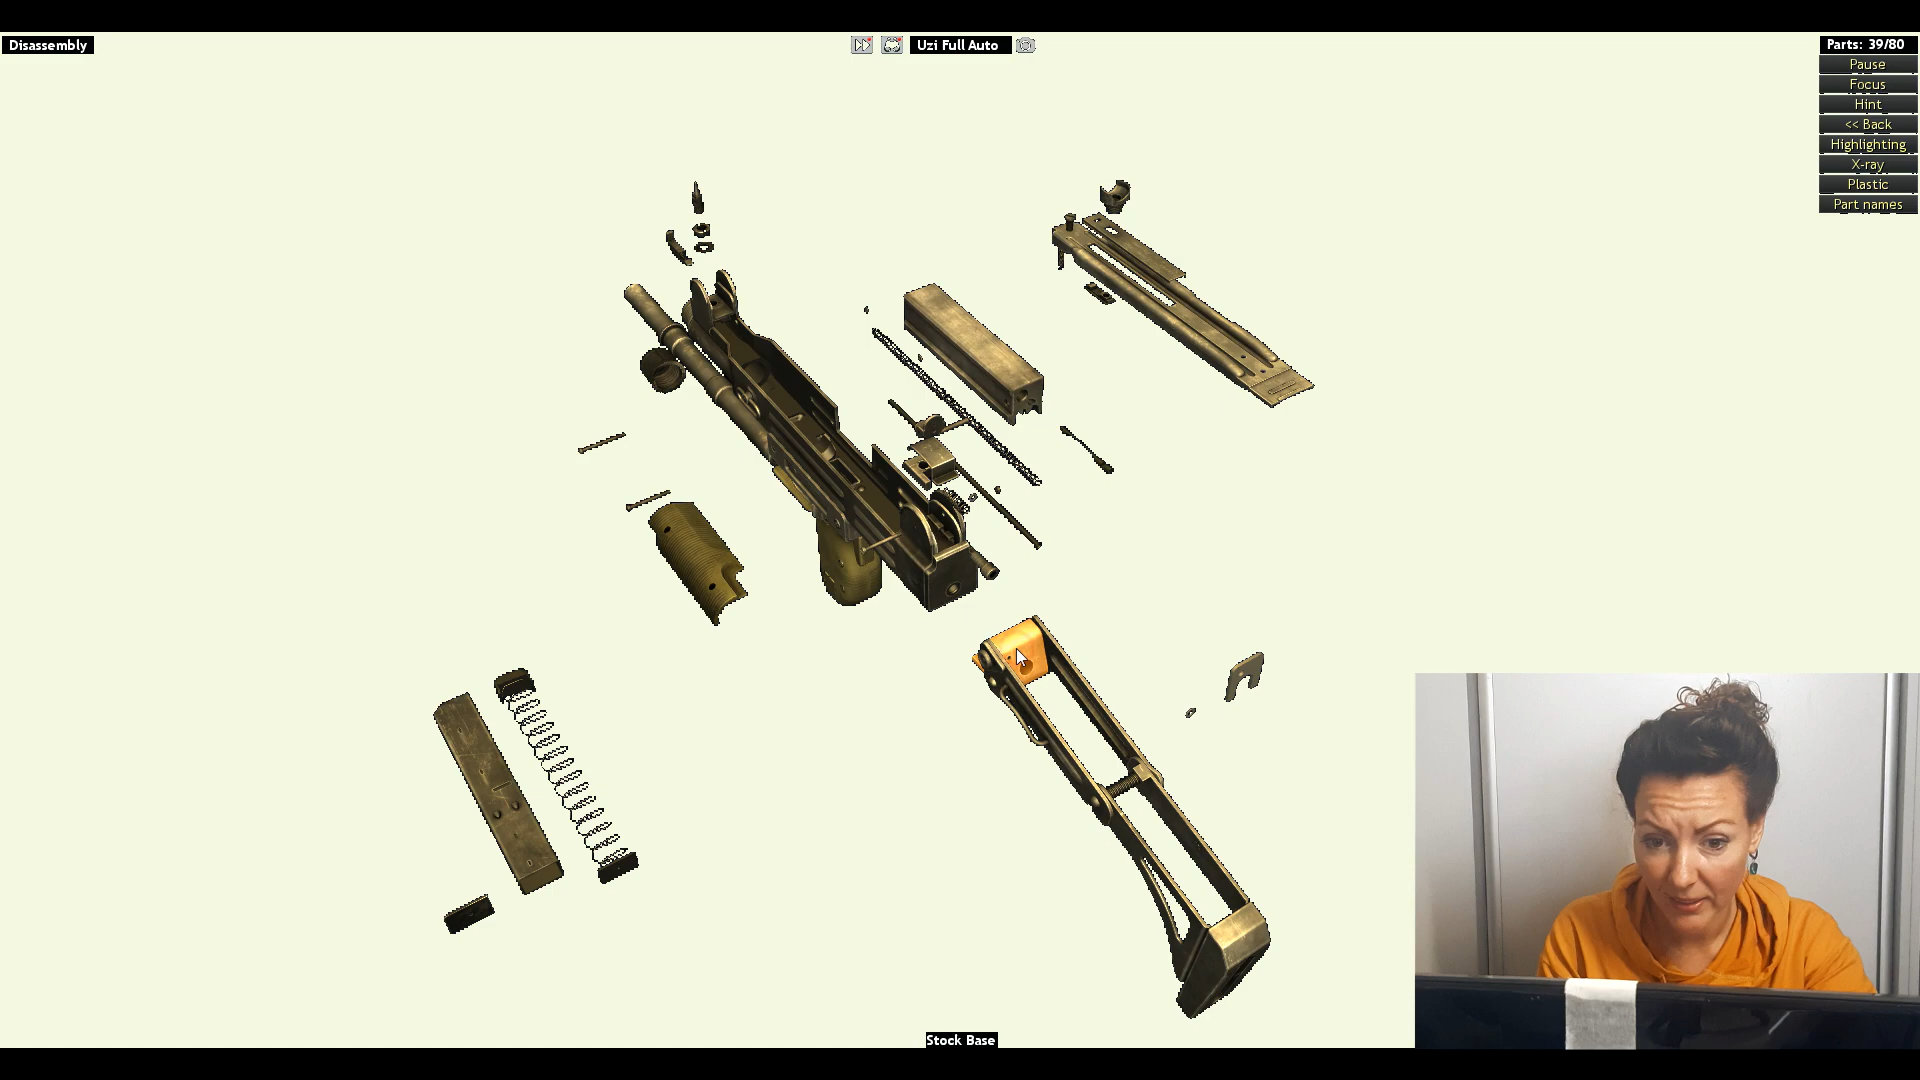 Disassembly
Uzi Full Auto
Parts: 39/80
Pause
Focus
Hint
<< Back
Highlighting
X-ray
Plastic
Part names
Stock Base